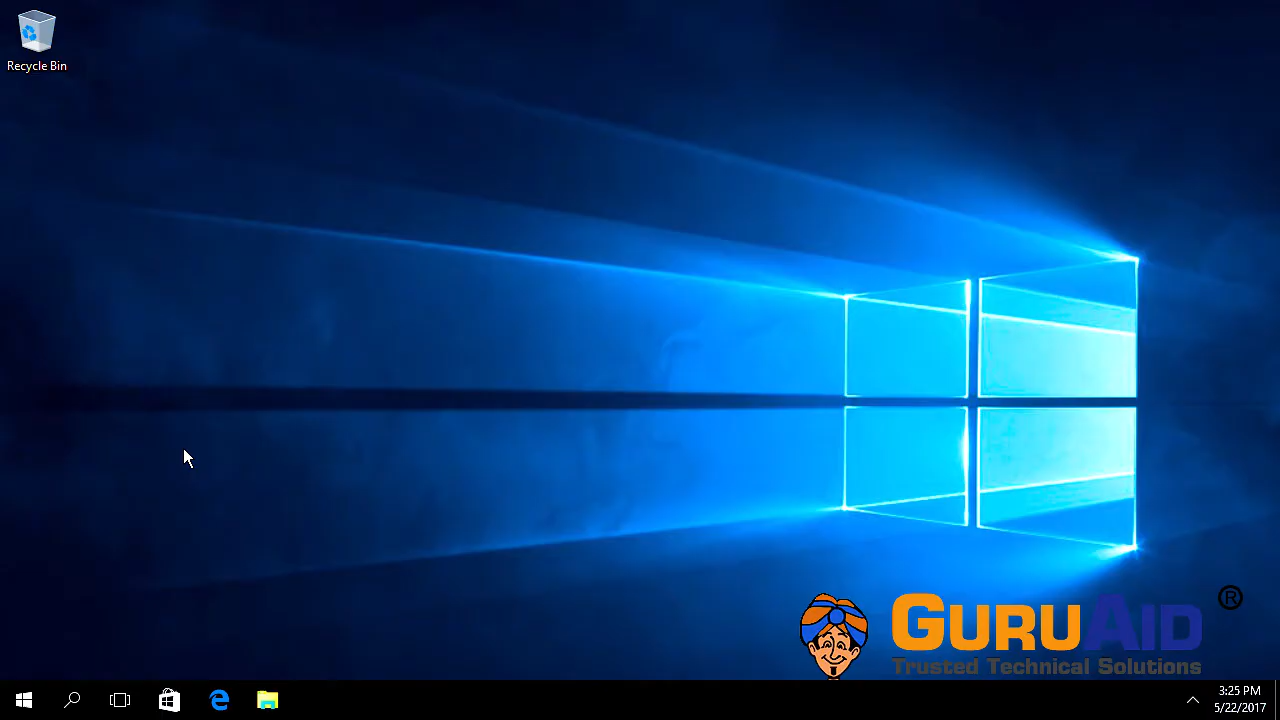 Recycle Bin
GURUAID ®
Trusted Technical Solutions
3:25 PM
5/22/2017